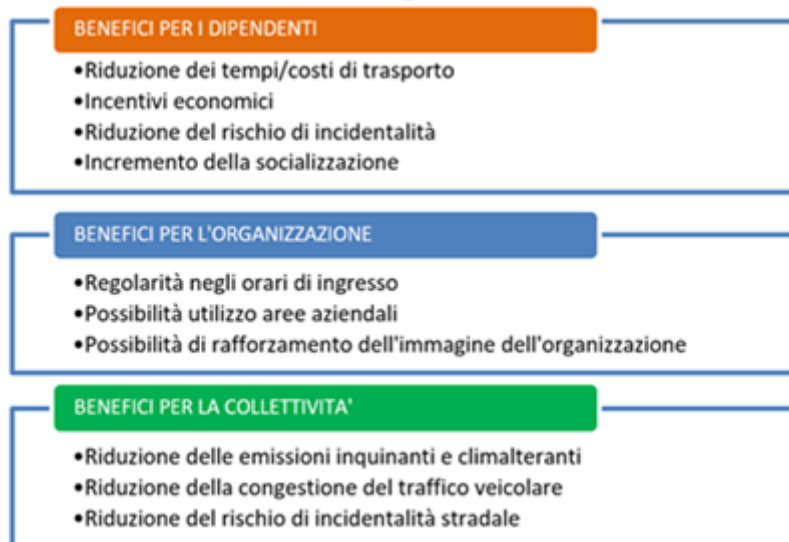 BENEFICI PER I DIPENDENTI
•Riduzione dei tempi/costi di trasporto
•Incentivi economici
•Riduzione del rischio di incidentalità
•Incremento della socializzazione
BENEFICI PER L'ORGANIZZAZIONE
•Regolarità negli orari di ingresso
•Possibilità utilizzo aree aziendali
•Possibilità di rafforzamento dell'immagine dell'organizzazione
BENEFICI PER LA COLLETTIVITA'
•Riduzione delle emissioni inquinanti e climalteranti
•Riduzione della congestione del traffico veicolare
•Riduzione del rischio di incidentalità stradale